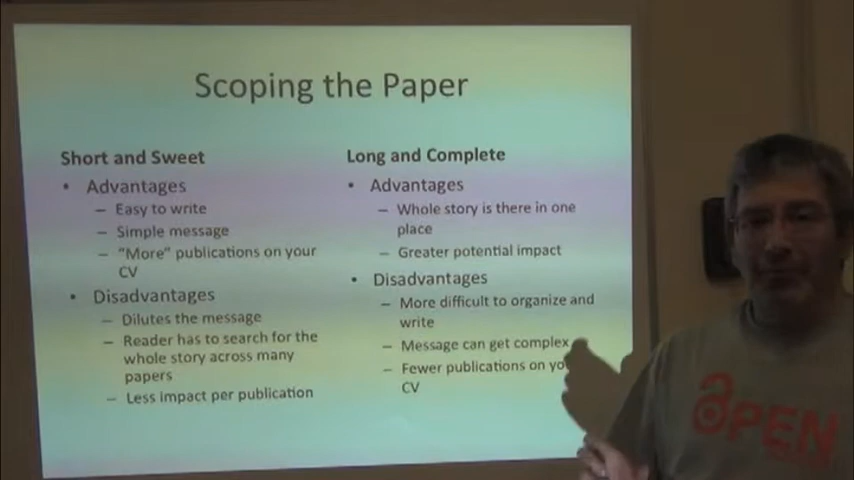 Scoping the Paper
Short and Sweet
• Advantages
– Easy to write
– Simple message
– "More" publications on your
CV
• Disadvantages
– Dilutes the message
– Reader has to search for the
whole story across many
papers
– Less impact per publication
Long and Complete
• Advantages
– Whole story is there in one
place
– Greater potential impact
• Disadvantages
– More difficult to organize and
write
– Message can get complex
– Fewer publications on yo
CV
OPEN